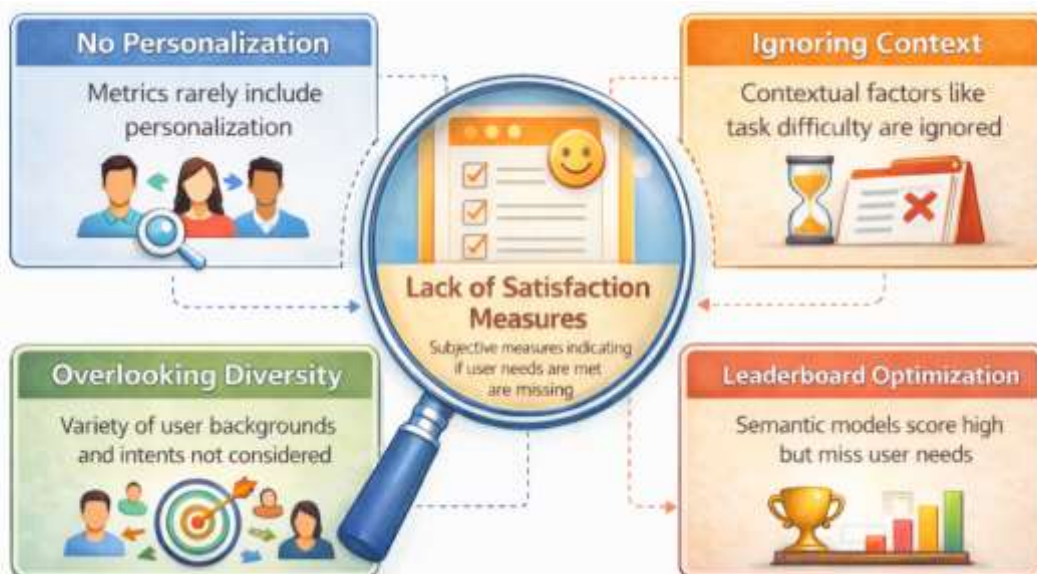 No Personalization
Metrics rarely include
personalization
Ignoring Context
Contextual factors like
task difficulty are ignored
Lack of Satisfaction
Measures
Subjective measures indicating
if user needs are met
are missing
Overlooking Diversity
Variety of user backgrounds
and intents not considered
Leaderboard Optimization
Semantic models score high
but miss user needs